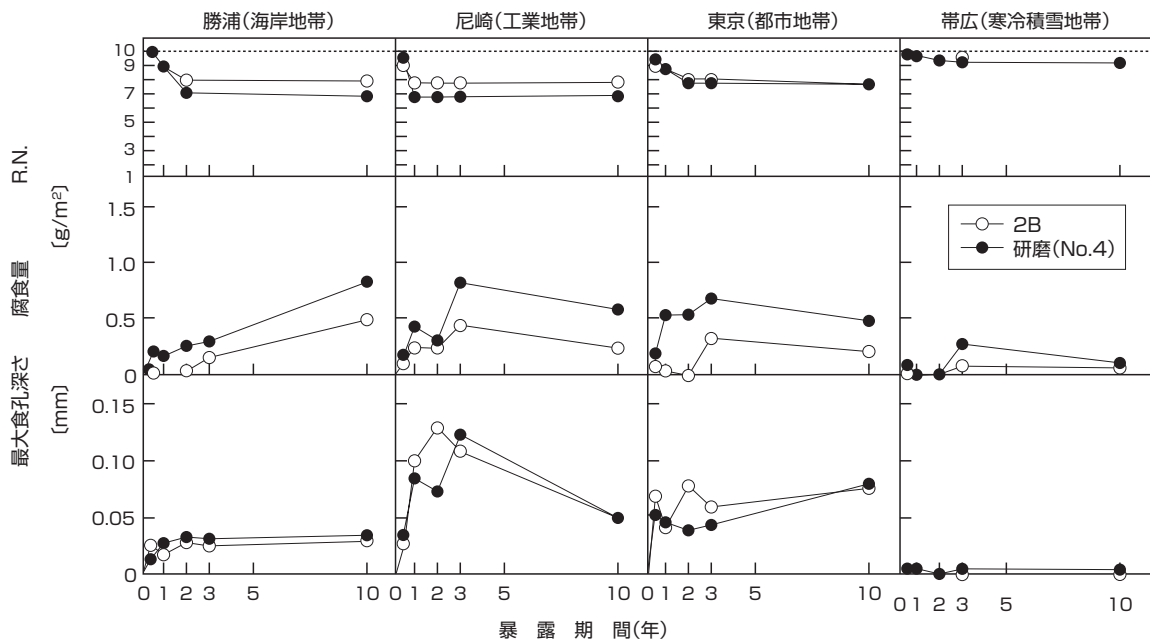 勝浦(海岸地帯) 尼崎(工業地帯) 東京(都市地帯) 帯広(寒冷積雪地帯)
R.N.
10
9
7
5
3
1
腐食量
[g/m²]
1.5
1.0
0.5
0
2B
研磨(No.4)
最大食孔深さ
[mm]
0.15
0.10
0.05
0
0 1 2 3 5 10 0 1 2 3 5 10 0 1 2 3 5 10 0 1 2 3 5 10
暴露期間(年)